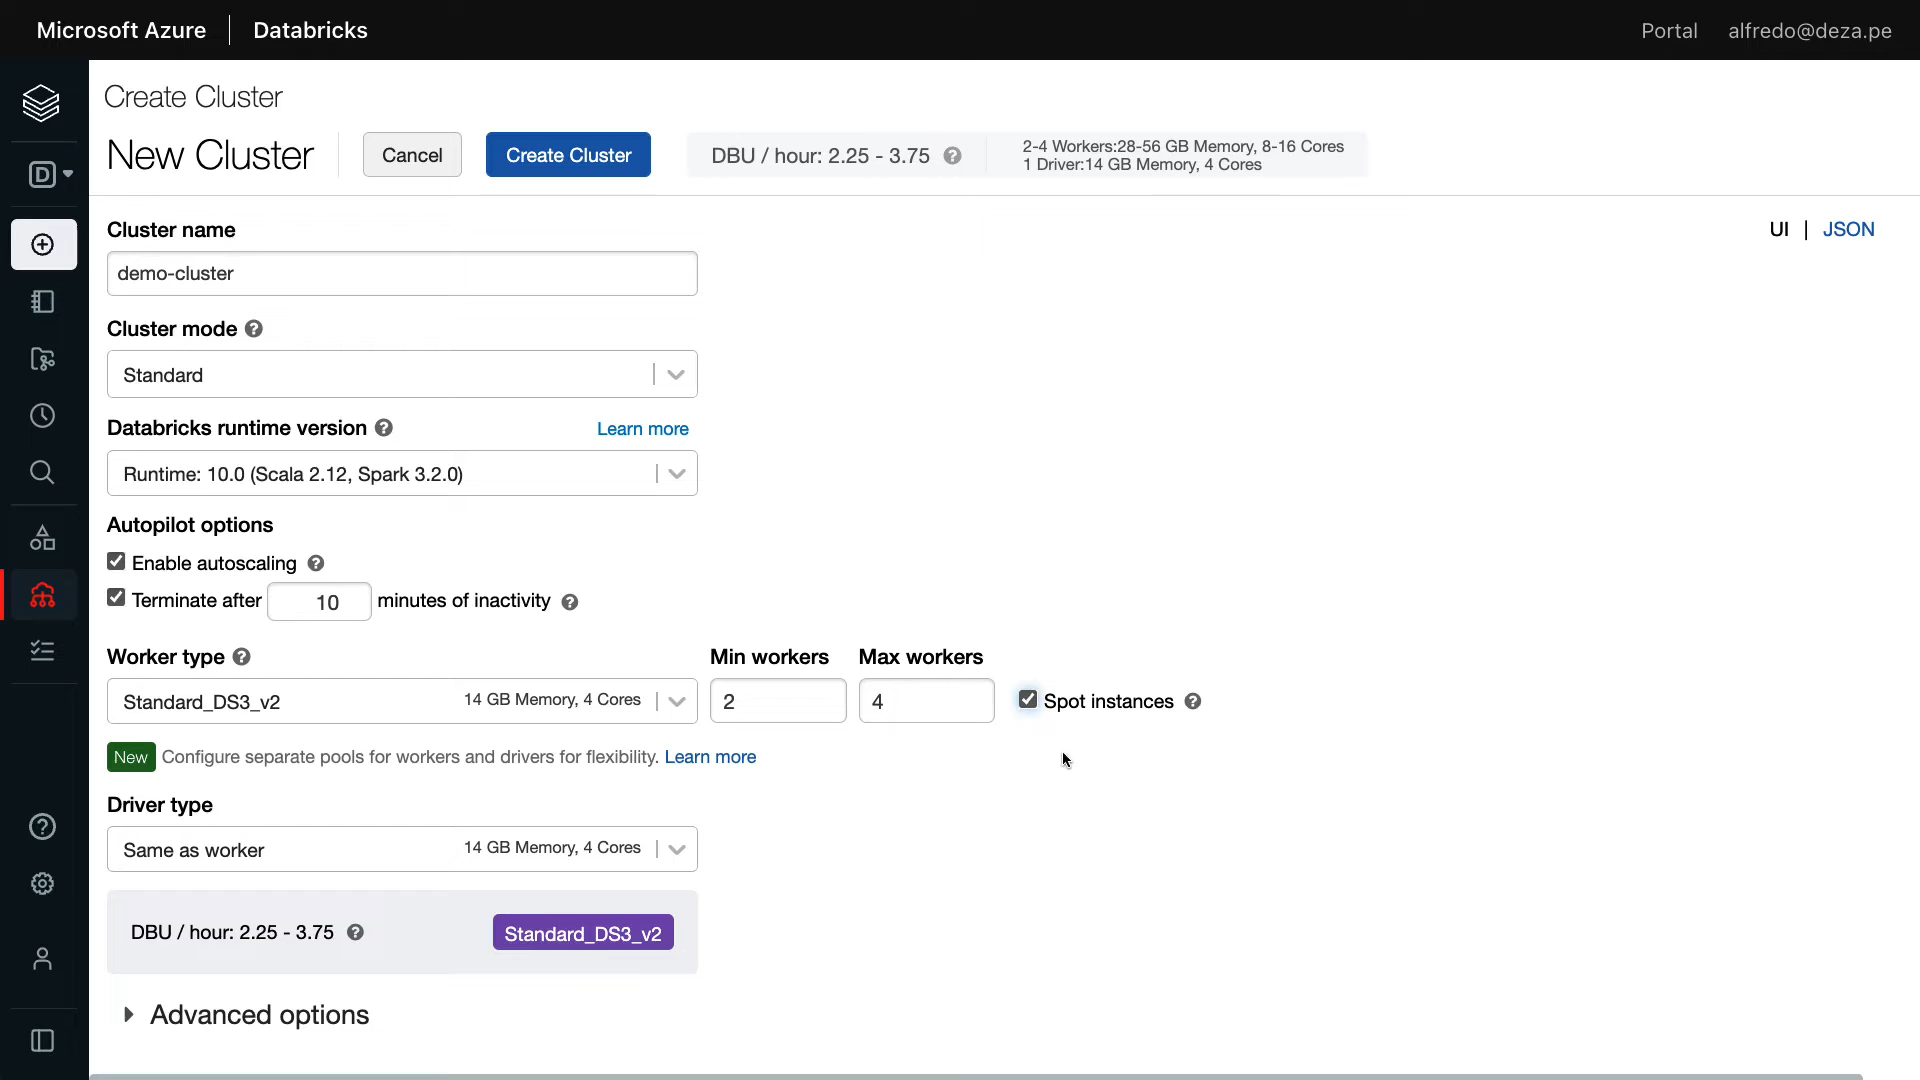 Microsoft Azure | Databricks
Portal alfredo@deza.pe
Create Cluster
New Cluster
Cancel
Create Cluster
DBU / hour: 2.25 - 3.75
2-4 Workers:28-56 GB Memory, 8-16 Cores
1 Driver:14 GB Memory, 4 Cores
D
UI | JSON
Cluster name
demo-cluster
Cluster mode
Standard
Databricks runtime version
Learn more
Runtime: 10.0 (Scala 2.12, Spark 3.2.0)
Autopilot options
Enable autoscaling
Terminate after 10 minutes of inactivity
Worker type Min workers Max workers
Standard_DS3_v2 14 GB Memory, 4 Cores 2 4 Spot instances
New Configure separate pools for workers and drivers for flexibility. Learn more
Driver type
Same as worker 14 GB Memory, 4 Cores
DBU / hour: 2.25 - 3.75 Standard_DS3_v2
Advanced options